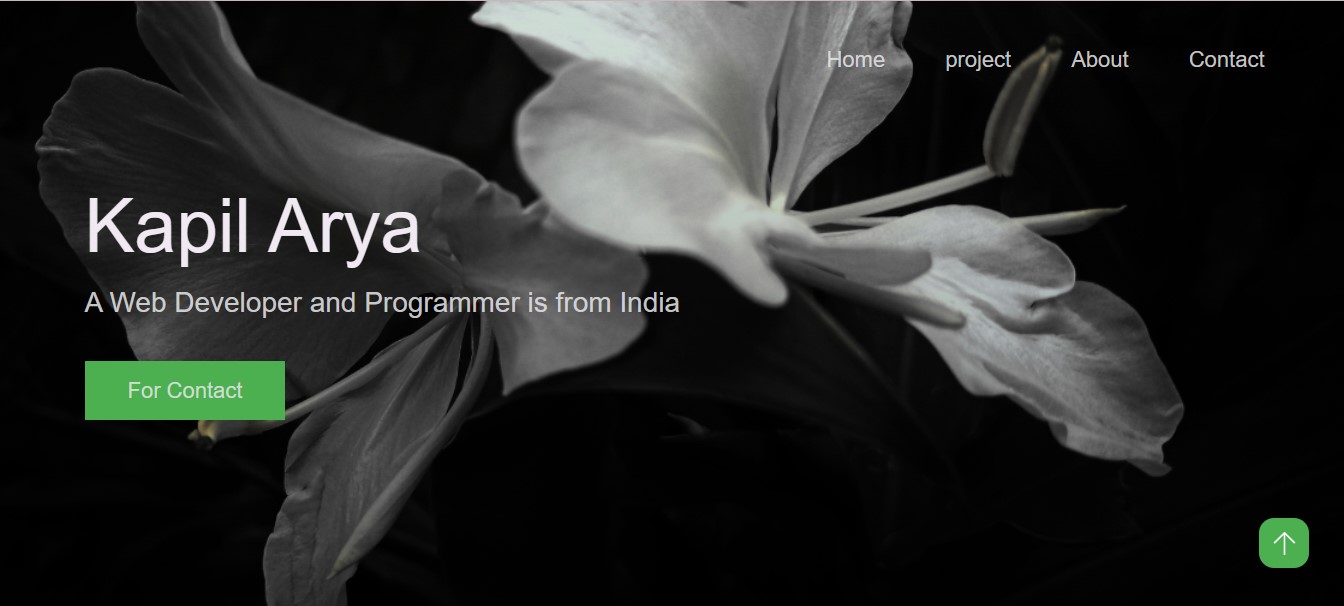 Home project About Contact
Kapil Arya
A Web Developer and Programmer is from India
For Contact